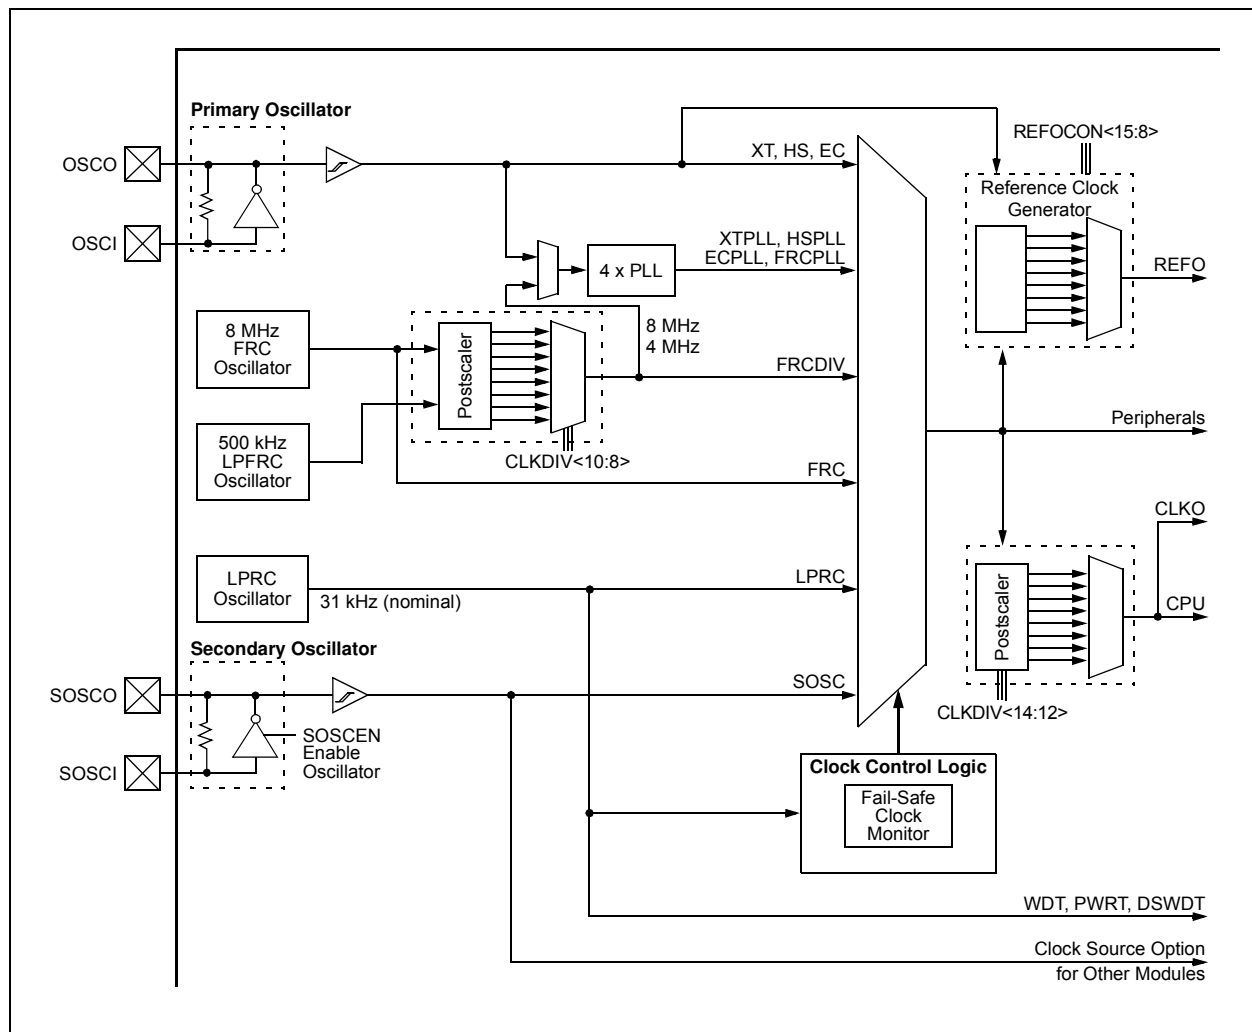 Primary Oscillator
REFOCON<15:8>
OSCO
XT, HS, EC
Reference Clock
Generator
OSCI
XTPLL, HSPLL
ECPLL, FRCPLL
4 x PLL
REFO
8 MHz
FRC
Oscillator
Postscaler
8 MHz
4 MHz
FRCDIV
Peripherals
500 kHz
LPFRC
Oscillator
CLKDIV<10:8>
FRC
CLKO
LPRC
Oscillator
31 kHz (nominal)
LPRC
Postscaler
CPU
Secondary Oscillator
SOSCO
SOSC
CLKDIV<14:12>
SOSCEN
Enable
Oscillator
SOSCI
Clock Control Logic
Fail-Safe
Clock
Monitor
WDT, PWRT, DSWDT
Clock Source Option
for Other Modules